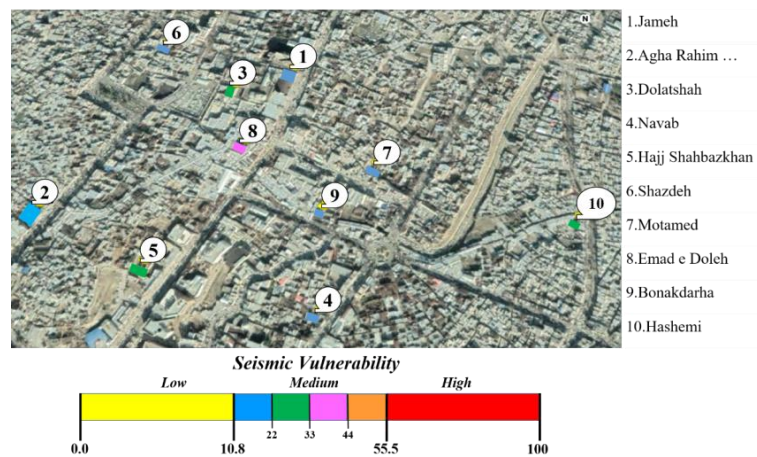 N
6
1
3
8
7
2
9
10
5
4
1.Jameh
2.Agha Rahim …
3.Dolatshah
4.Navab
5.Hajj Shahbazkhan
6.Shazdeh
7.Motamed
8.Emad e Doleh
9.Bonakdarha
10.Hashemi
Seismic Vulnerability
Low Medium High
0.0 10.8 22 33 44 55.5 100